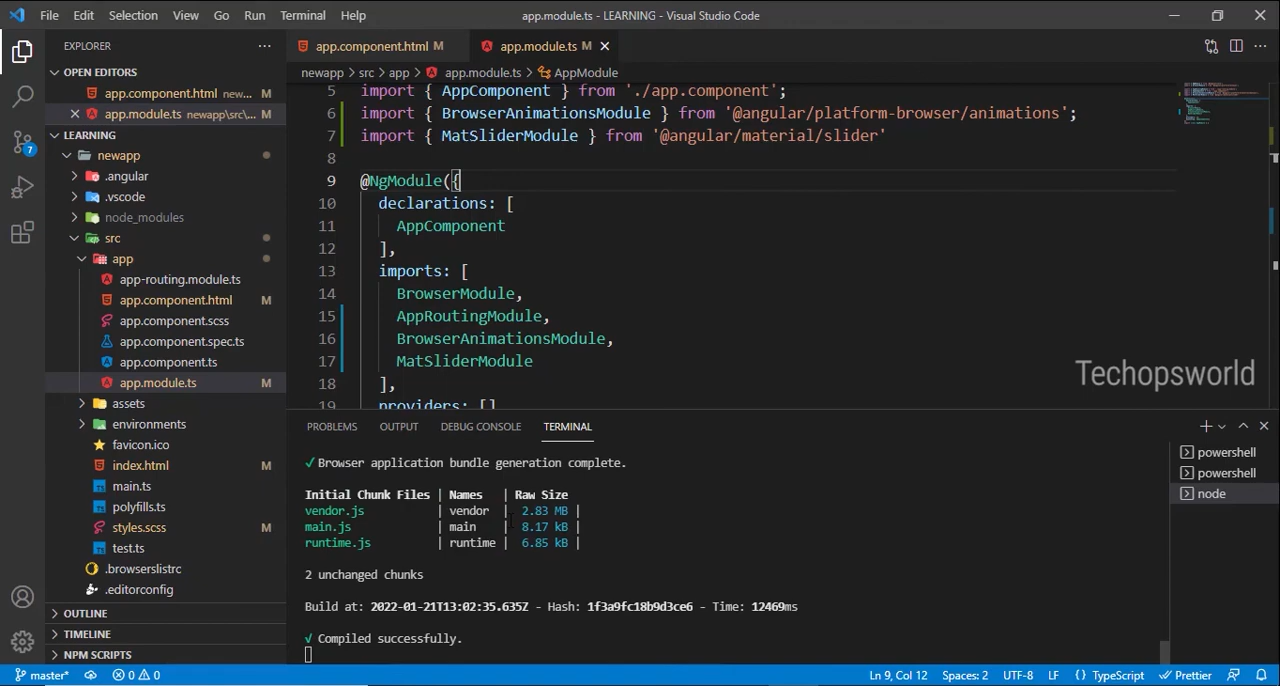 File Edit Selection View Go Run Terminal Help
app.module.ts - LEARNING - Visual Studio Code
EXPLORER
OPEN EDITORS
app.component.html new... M
app.module.ts newapp\src\... M
LEARNING
newapp
.angular
.vscode
node_modules
src
app
app-routing.module.ts
app.component.html M
app.component.scss
app.component.spec.ts
app.component.ts
app.module.ts M
assets
environments
favicon.ico
index.html M
main.ts
polyfills.ts
styles.scss M
test.ts
.browserslistrc
.editorconfig
OUTLINE
TIMELINE
NPM SCRIPTS
7
app.component.html M
app.module.ts M
newapp > src > app > app.module.ts > AppModule
5 import { AppComponent } from './app.component';
6 import { BrowserAnimationsModule } from '@angular/platform-browser/animations';
7 import { MatSliderModule } from '@angular/material/slider'
8
9 @NgModule({
10 declarations: [
11 AppComponent
12 ],
13 imports: [
14 BrowserModule,
15 AppRoutingModule,
16 BrowserAnimationsModule,
17 MatSliderModule
18 ],
19 providers: []
Techopsworld
PROBLEMS OUTPUT DEBUG CONSOLE TERMINAL
✓ Browser application bundle generation complete.
Initial Chunk Files | Names | Raw Size
vendor.js | vendor | 2.83 MB |
main.js | main | 8.17 kB |
runtime.js | runtime | 6.85 kB |
2 unchanged chunks
Build at: 2022-01-21T13:02:35.635Z - Hash: 1f3a9fc18b9d3ce6 - Time: 12469ms
✓ Compiled successfully.
powershell
powershell
node
master* 0 0
Ln 9, Col 12 Spaces: 2 UTF-8 LF {} TypeScript Prettier